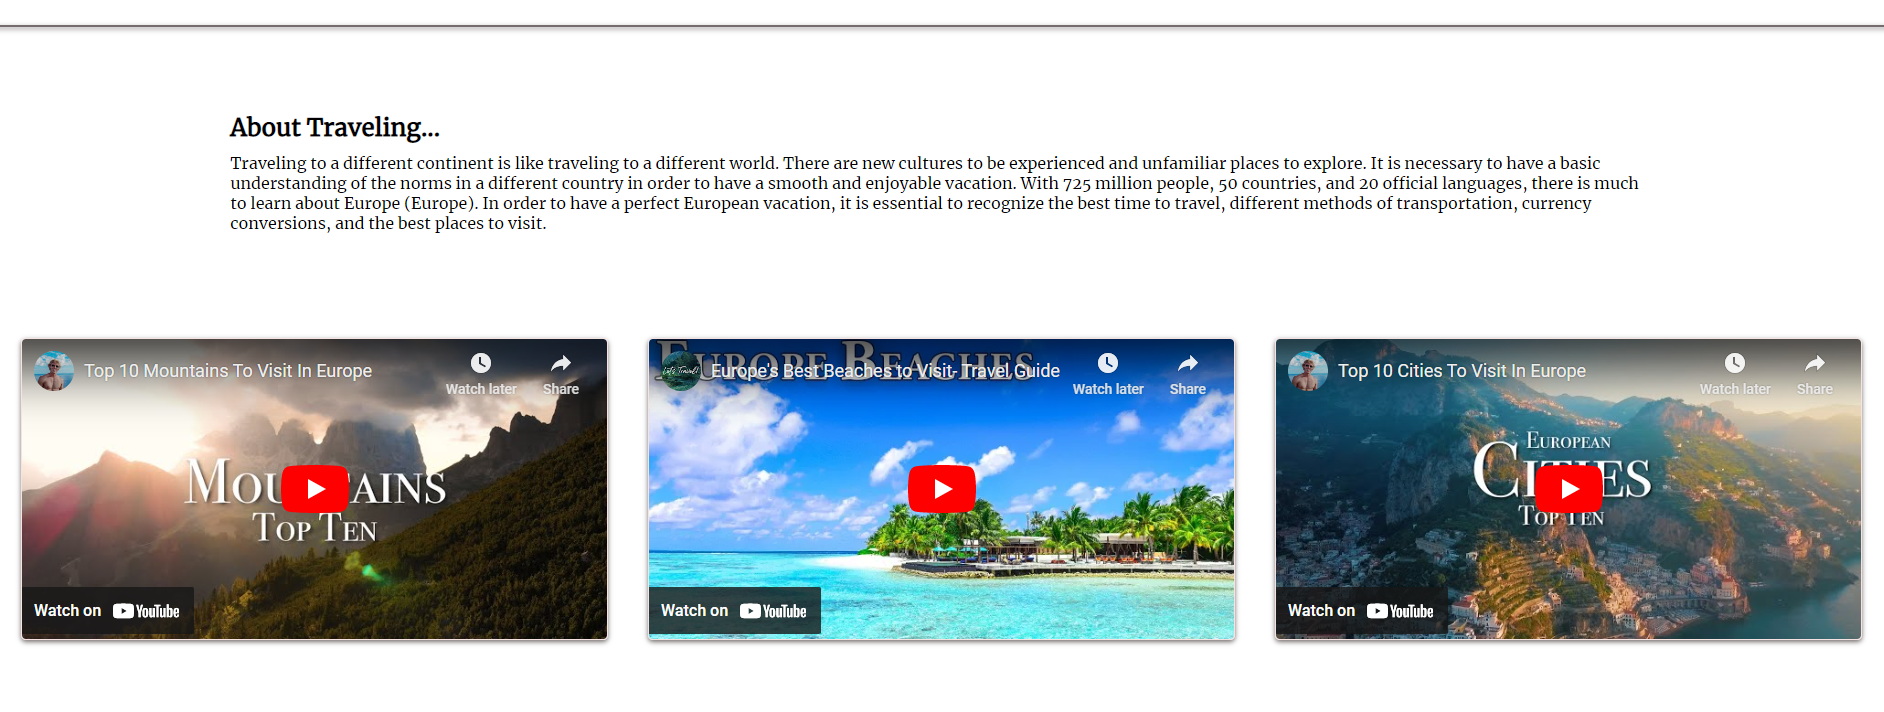 About Traveling...
Traveling to a different continent is like traveling to a different world. There are new cultures to be experienced and unfamiliar places to explore. It is necessary to have a basic
understanding of the norms in a different country in order to have a smooth and enjoyable vacation. With 725 million people, 50 countries, and 20 official languages, there is much
to learn about Europe (Europe). In order to have a perfect European vacation, it is essential to recognize the best time to travel, different methods of transportation, currency
conversions, and the best places to visit.
Top 10 Mountains To Visit In Europe
Watch later
Share
MOUNTAINS
TOP TEN
Watch on YouTube
EUROPE BEACHES
Let's Travel!
Europe's Best Beaches to Visit- Travel Guide
Watch later
Share
Watch on YouTube
Top 10 Cities To Visit In Europe
Watch later
Share
EUROPEAN
CITIES
TOP TEN
Watch on YouTube